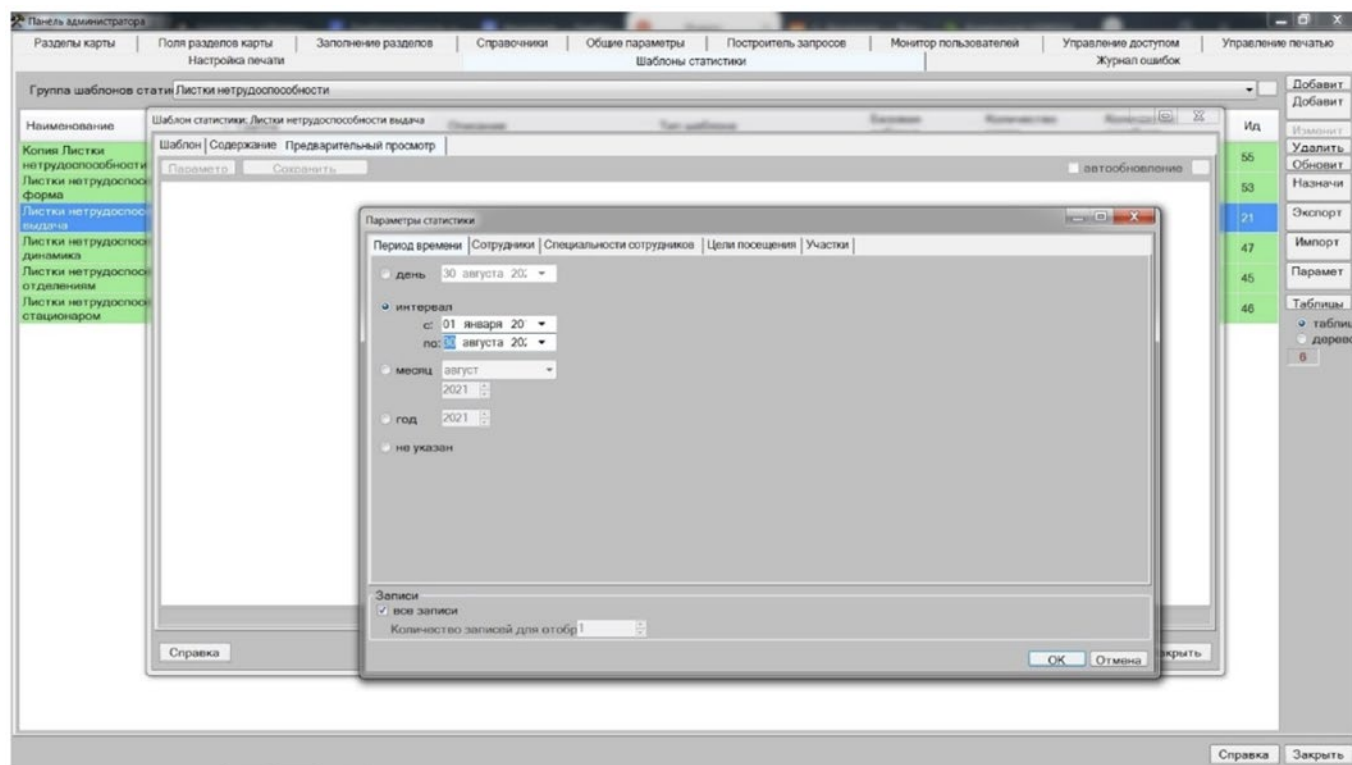 Панель администратора
Разделы карты Поля разделов карты Заполнение разделов Справочники Общие параметры Построитель запросов Монитор пользователей Управление доступом Управление печатью
Настройка печати Шаблоны статистики Журнал ошибок
Группа шаблонов стати Листки нетрудоспособности
Добавит
Добавит
Изменит
Удалить
Обновит
Назначи
Экспорт
Импорт
Парамет
Таблицы
таблиц
дерево
6
Наименование Ид
Копия Листки
нетрудоспособности 55
Листки нетрудоспосо
форма 53
Листки нетрудоспосо
выдача 21
Листки нетрудоспосо
динамика 47
Листки нетрудоспосо
отделениям 45
Листки нетрудоспосо
стационаром 46
Шаблон статистики: Листки нетрудоспособности выдача
Шаблон Содержание Предварительный просмотр
Параметр Сохранить автообновление
Параметры статистики
Период времени Сотрудники Специальности сотрудников Цели посещения Участки
день 30 августа 202
интервал
с: 01 января 20
по: 30 августа 202
месяц август
2021
год 2021
не указан
Записи
все записи
Количество записей для отобр 1
OK Отмена
Справка акрыть
Справка Закрыть